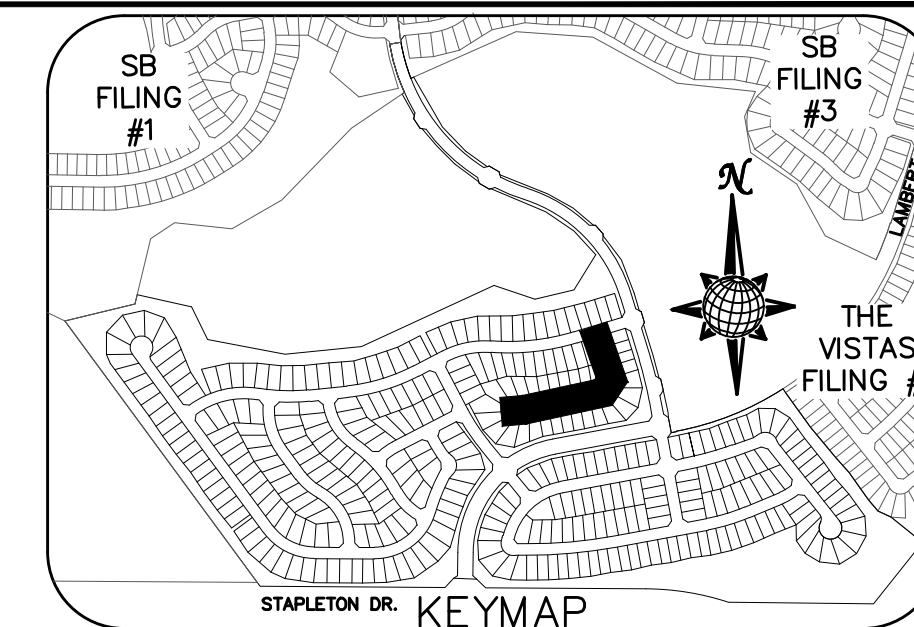 SB
FILING
#1
SB
FILING
#3
N
THE
VISTAS
FILING #
STAPLETON DR. KEYMAP